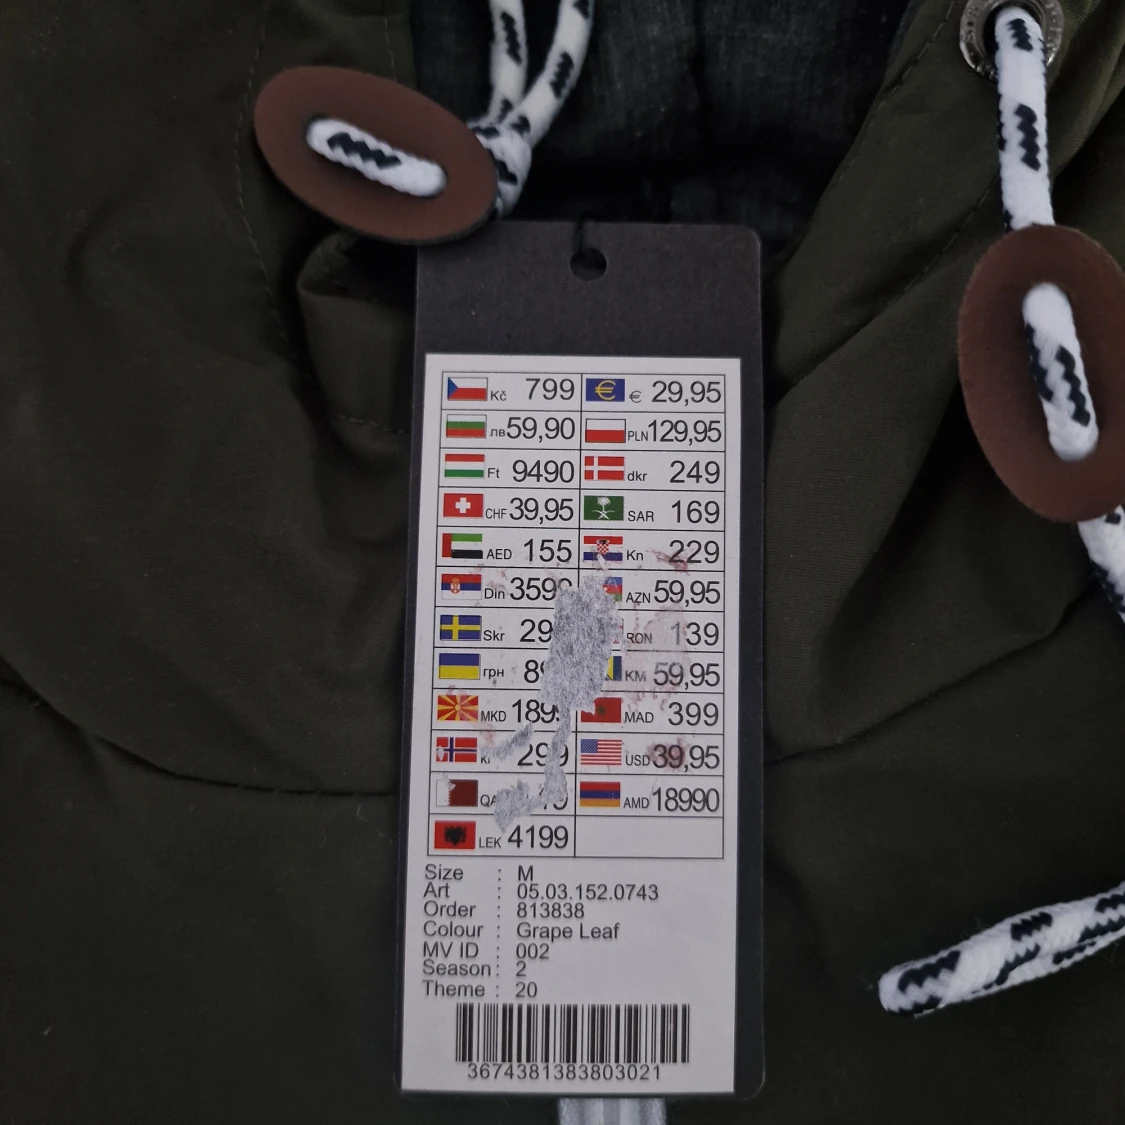 Kč 799 € 29,95
лв 59,90 PLN 129,95
Ft 9490 dkr 249
CHF 39,95 SAR 169
AED 155 Kn 229
Din AZN 59,95
Skr RON 139
грн KM 59,95
MKD MAD 399
299 USD 39,95
AMD 18990
LEK 4199
Size : M
Art : 05.03.152.0743
Order : 813838
Colour : Grape Leaf
MV ID : 002
Season : 2
Theme : 20
3674381383803021